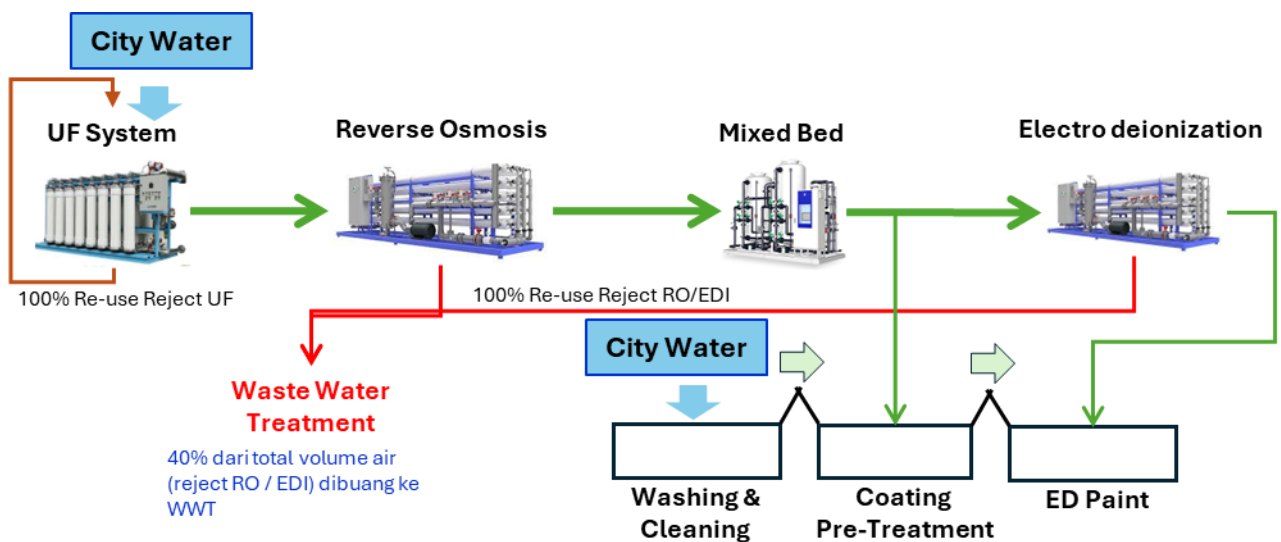 City Water
UF System
Reverse Osmosis
Mixed Bed
Electro deionization
100% Re-use Reject UF
100% Re-use Reject RO/EDI
City Water
Waste Water
Treatment
40% dari total volume air
(reject RO / EDI) dibuang ke
WWT
Washing &
Cleaning
Coating
Pre-Treatment
ED Paint